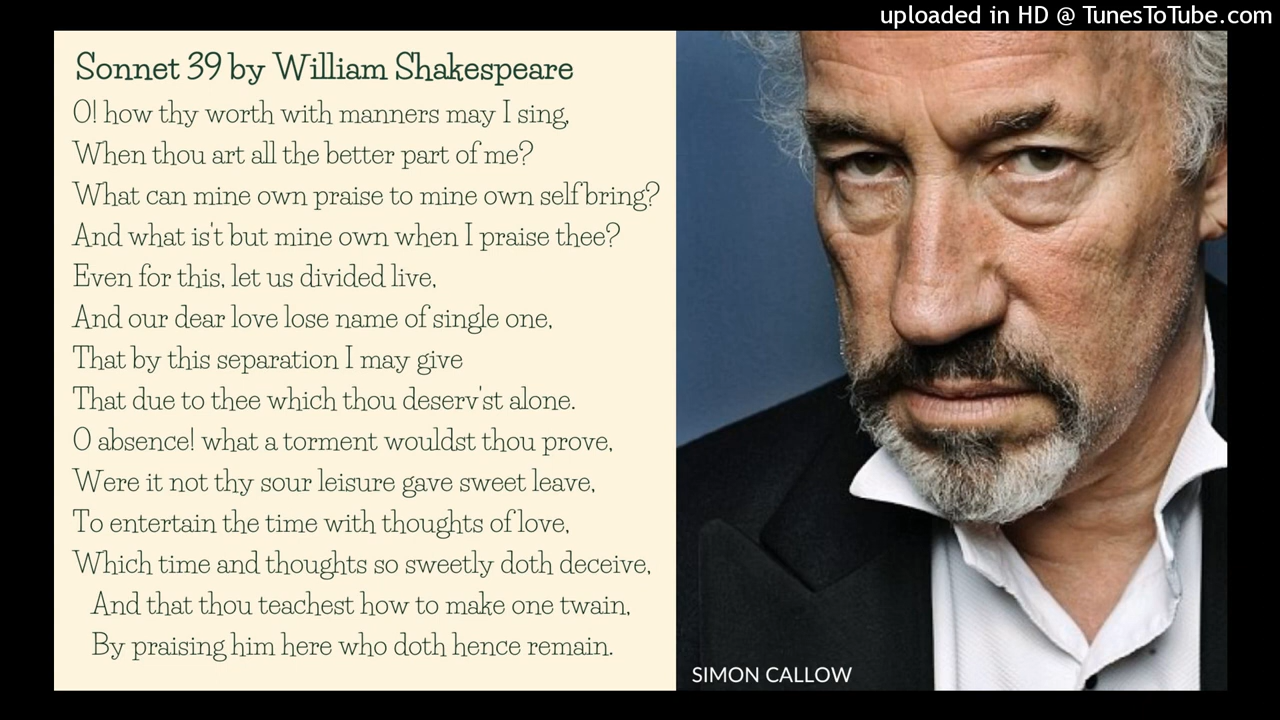 uploaded in HD @ TunesToTube.com
Sonnet 39 by William Shakespeare
O! how thy worth with manners may I sing,
When thou art all the better part of me?
What can mine own praise to mine own self bring?
And what is't but mine own when I praise thee?
Even for this, let us divided live,
And our dear love lose name of single one,
That by this separation I may give
That due to thee which thou deserv'st alone.
O absence! what a torment wouldst thou prove,
Were it not thy sour leisure gave sweet leave,
To entertain the time with thoughts of love,
Which time and thoughts so sweetly doth deceive,
And that thou teachest how to make one twain,
By praising him here who doth hence remain.
SIMON CALLOW